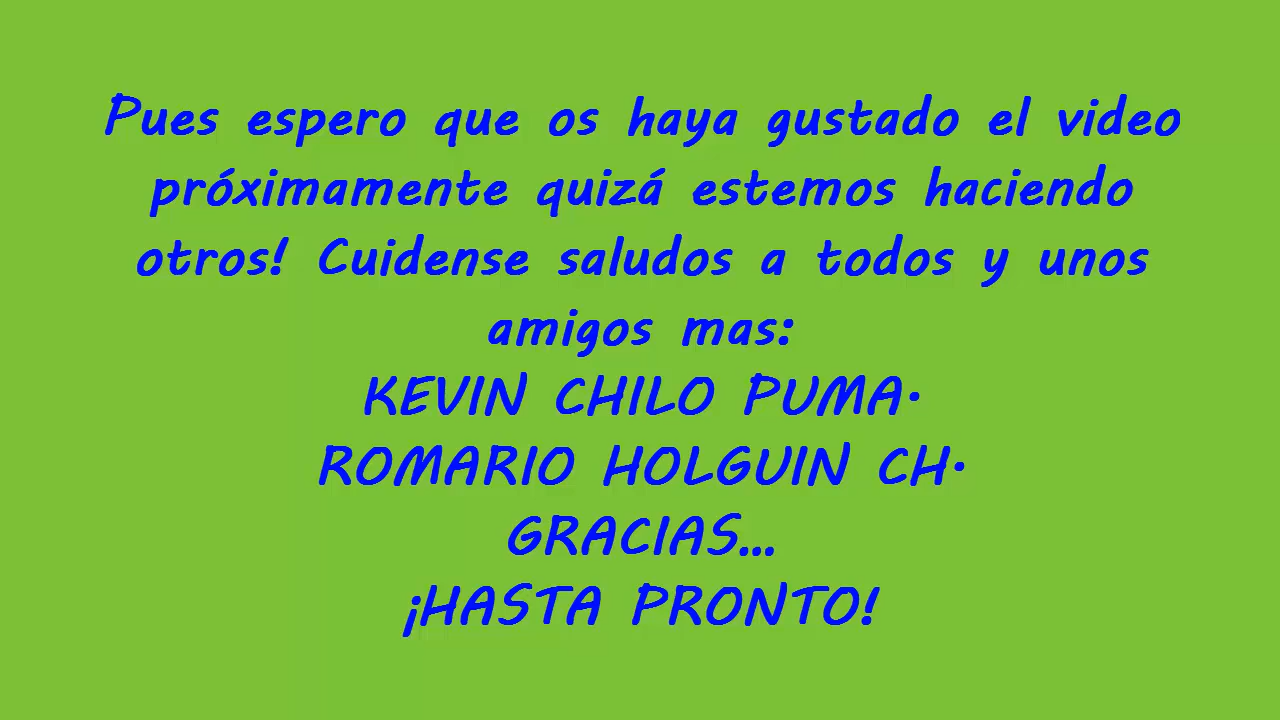 Pues espero que os haya gustado el video
próximamente quizá estemos haciendo
otros! Cuidense saludos a todos y unos
amigos mas:
KEVIN CHILO PUMA.
ROMARIO HOLGUIN CH.
GRACIAS...
¡HASTA PRONTO!